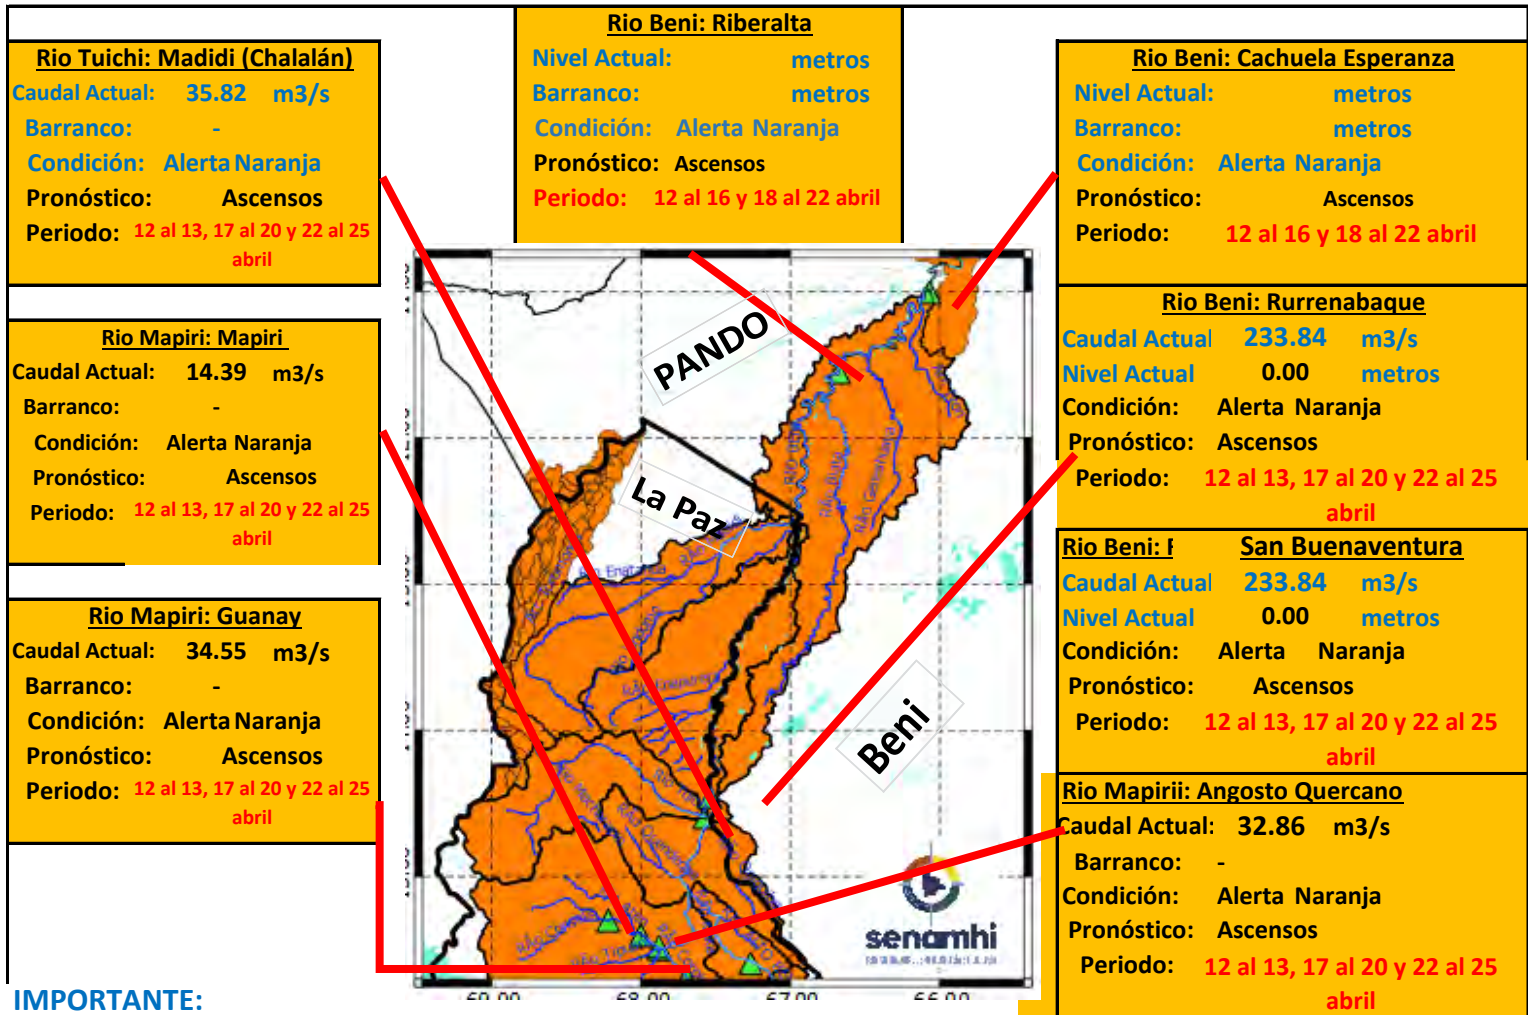 Rio Beni: Riberalta
Nivel Actual: metros
Barranco: metros
Condición: Alerta Naranja
Pronóstico: Ascensos
Periodo: 12 al 16 y 18 al 22 abril
Rio Tuichi: Madidi (Chalalán)
Caudal Actual: 35.82 m3/s
Barranco: -
Condición: Alerta Naranja
Pronóstico: Ascensos
Periodo: 12 al 13, 17 al 20 y 22 al 25
abril
Rio Mapiri: Mapiri
Caudal Actual: 14.39 m3/s
Barranco: -
Condición: Alerta Naranja
Pronóstico: Ascensos
Periodo: 12 al 13, 17 al 20 y 22 al 25
abril
Rio Mapiri: Guanay
Caudal Actual: 34.55 m3/s
Barranco: -
Condición: Alerta Naranja
Pronóstico: Ascensos
Periodo: 12 al 13, 17 al 20 y 22 al 25
abril
Rio Beni: Cachuela Esperanza
Nivel Actual: metros
Barranco: metros
Condición: Alerta Naranja
Pronóstico: Ascensos
Periodo: 12 al 16 y 18 al 22 abril
Rio Beni: Rurrenabaque
Caudal Actual 233.84 m3/s
Nivel Actual 0.00 metros
Condición: Alerta Naranja
Pronóstico: Ascensos
Periodo: 12 al 13, 17 al 20 y 22 al 25
abril
Rio Beni: San Buenaventura
Caudal Actual 233.84 m3/s
Nivel Actual 0.00 metros
Condición: Alerta Naranja
Pronóstico: Ascensos
Periodo: 12 al 13, 17 al 20 y 22 al 25
abril
Rio Mapirii: Angosto Quercano
Caudal Actual: 32.86 m3/s
Barranco: -
Condición: Alerta Naranja
Pronóstico: Ascensos
Periodo: 12 al 13, 17 al 20 y 22 al 25
abril
PANDO
La Paz
Beni
senamhi
69.00 68.00 67.00 66.00
IMPORTANTE: